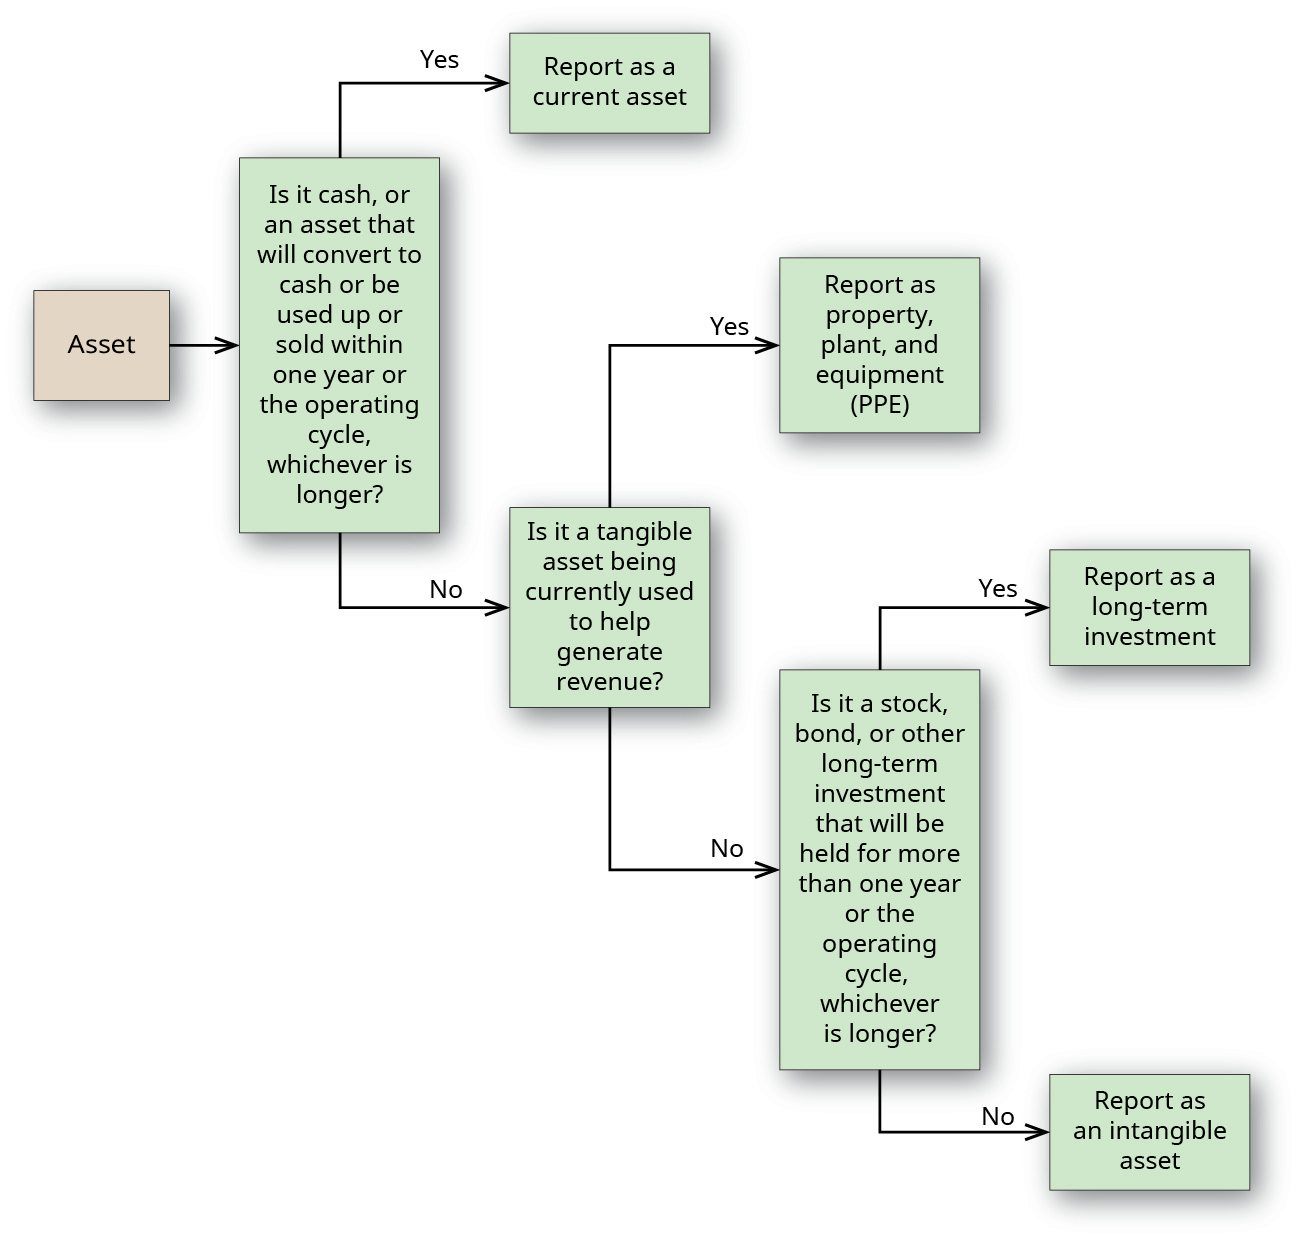 Yes
Report as a
current asset
Asset
Is it cash, or
an asset that
will convert to
cash or be
used up or
sold within
one year or
the operating
cycle,
whichever is
longer?
No
Is it a tangible
asset being
currently used
to help
generate
revenue?
Yes
Report as
property,
plant, and
equipment
(PPE)
No
Is it a stock,
bond, or other
long-term
investment
that will be
held for more
than one year
or the
operating
cycle,
whichever
is longer?
Yes
Report as a
long-term
investment
No
Report as
an intangible
asset